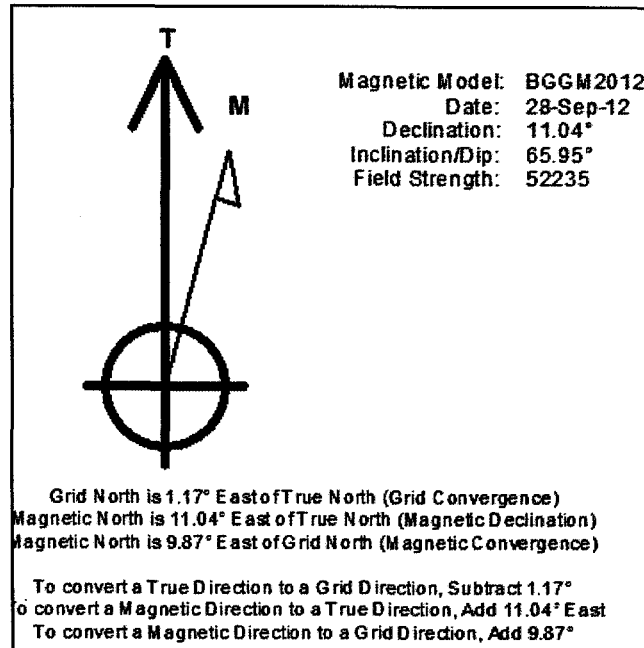 T
M
Magnetic Model: BGGM2012
Date: 28-Sep-12
Declination: 11.04°
Inclination/Dip: 65.95°
Field Strength: 52235
Grid North is 1.17° East of True North (Grid Convergence)
Magnetic North is 11.04° East of True North (Magnetic Declination)
Magnetic North is 9.87° East of Grid North (Magnetic Convergence)
To convert a True Direction to a Grid Direction, Subtract 1.17°
To convert a Magnetic Direction to a True Direction, Add 11.04° East
To convert a Magnetic Direction to a Grid Direction, Add 9.87°